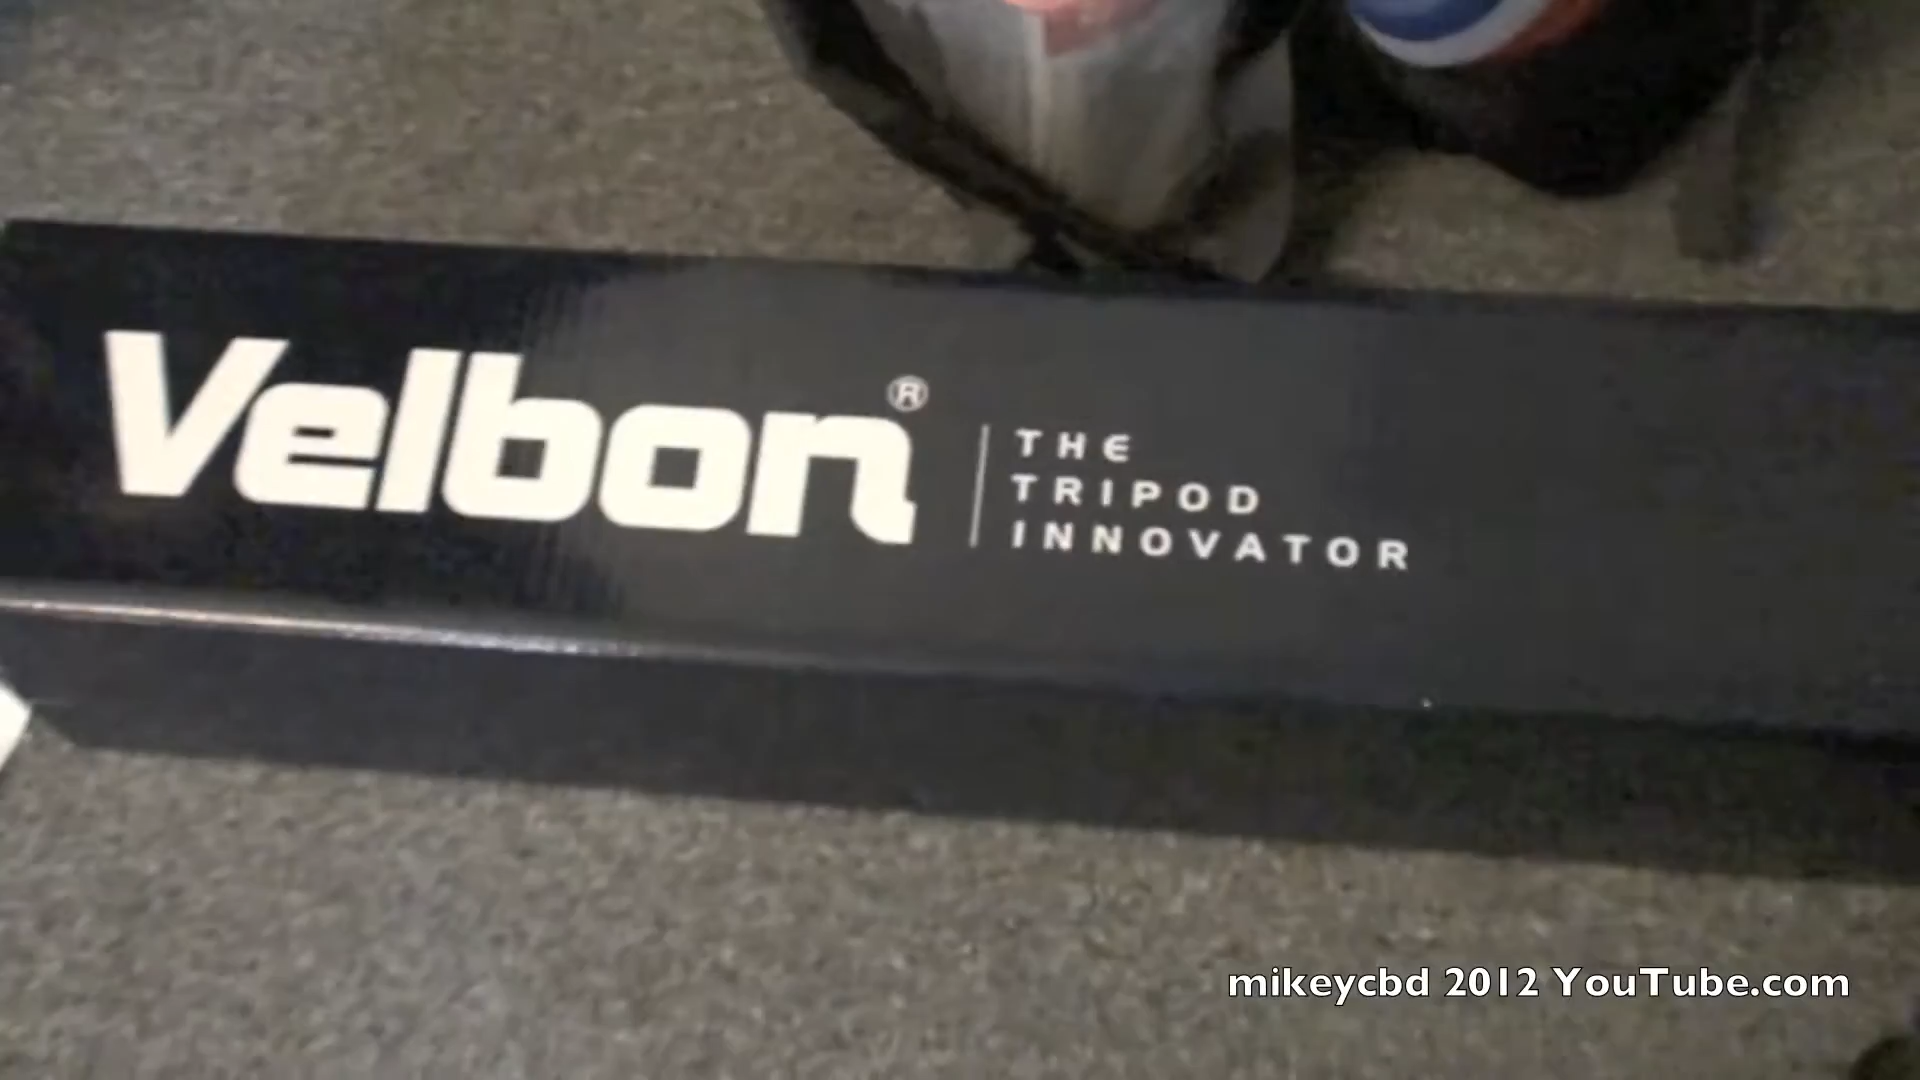 Velbon®
THE
TRIPOD
INNOVATOR
mikeycbd 2012 YouTube.com